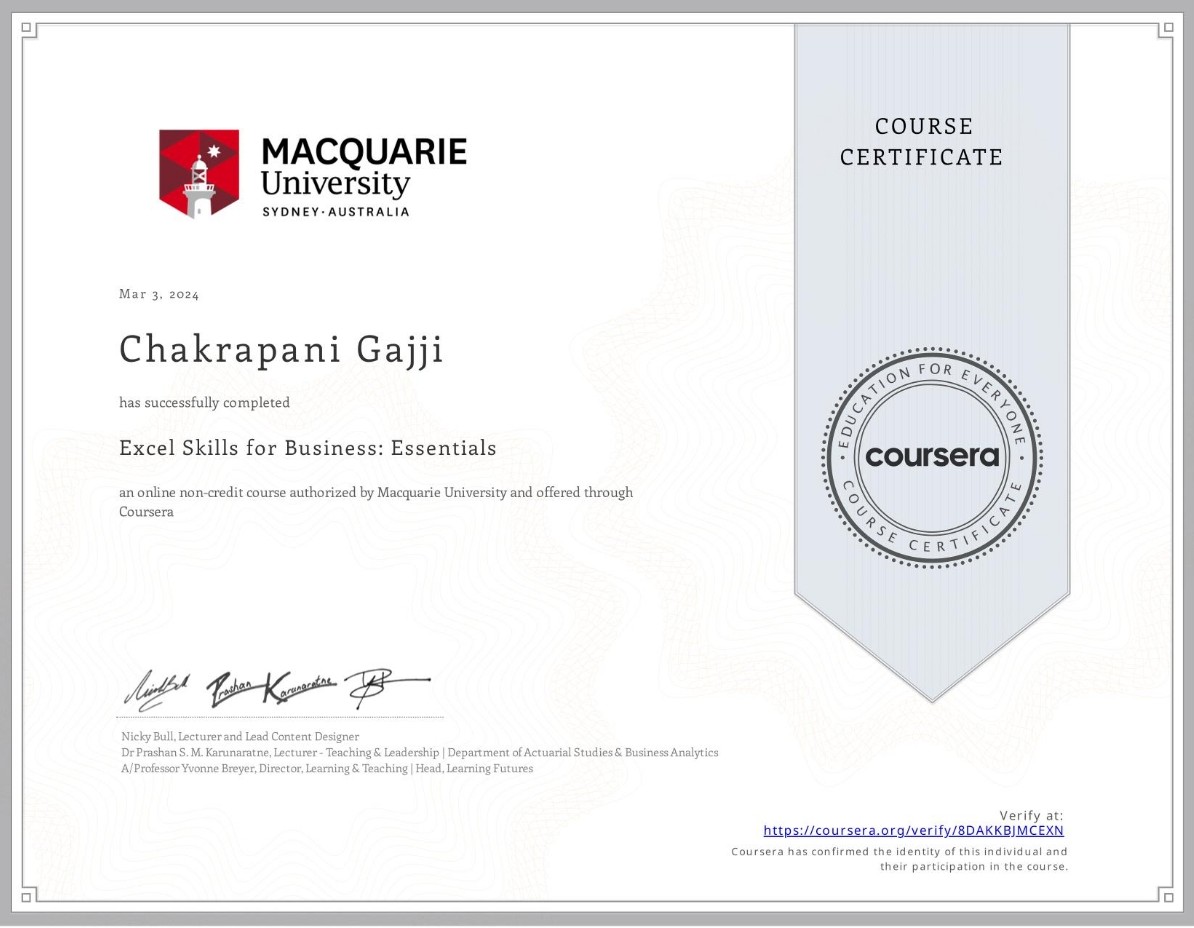 MACQUARIE
University
SYDNEY·AUSTRALIA
COURSE
CERTIFICATE
Mar 3, 2024
Chakrapani Gajji
has successfully completed
Excel Skills for Business: Essentials
an online non-credit course authorized by Macquarie University and offered through
Coursera
EDUCATION FOR EVERYONE
coursera
COURSE CERTIFICATE
Prashan Karunaratne
Nicky Bull, Lecturer and Lead Content Designer
Dr Prashan S. M. Karunaratne, Lecturer - Teaching & Leadership | Department of Actuarial Studies & Business Analytics
A/Professor Yvonne Breyer, Director, Learning & Teaching | Head, Learning Futures
Verify at:
https://coursera.org/verify/8DAKKBJMCEXN
Coursera has confirmed the identity of this individual and
their participation in the course.